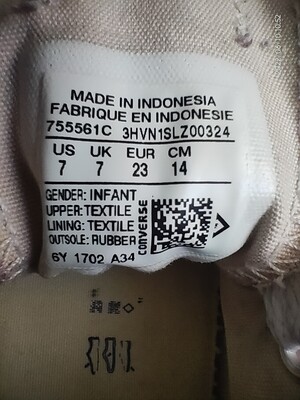 MADE IN INDONESIA
FABRIQUE EN INDONESIE
755561C 3HVN1SLZ00324
US UK EUR CM
7 7 23 14
GENDER: INFANT
UPPER: TEXTILE
LINING: TEXTILE
OUTSOLE: RUBBER
CONVERSE
6Y 1702 A34